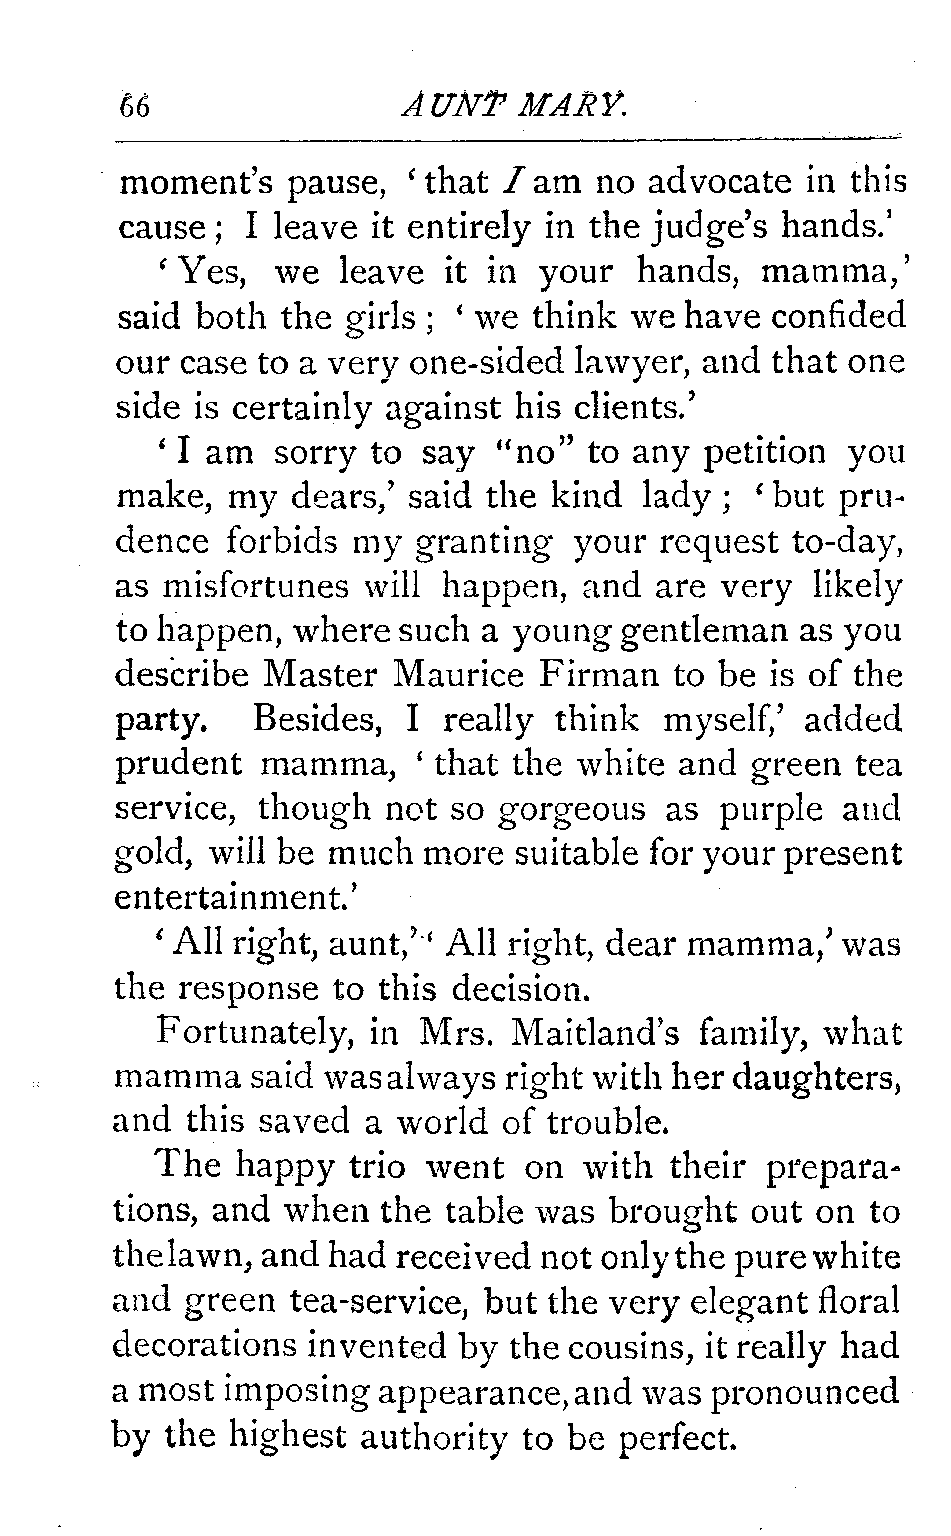 66 AUNT MARY.
moment's pause, ‘ that I am no advocate in this
cause ; I leave it entirely in the judge's hands.’
‘ Yes, we leave it in your hands, mamma,’
said both the girls ; ‘ we think we have confided
our case to a very one-sided lawyer, and that one
side is certainly against his clients.’
‘ I am sorry to say “no” to any petition you
make, my dears,’ said the kind lady ; ‘ but pru-
dence forbids my granting your request to-day,
as misfortunes will happen, and are very likely
to happen, where such a young gentleman as you
describe Master Maurice Firman to be is of the
party. Besides, I really think myself,’ added
prudent mamma, ‘ that the white and green tea
service, though not so gorgeous as purple and
gold, will be much more suitable for your present
entertainment.’
‘ All right, aunt,’ ‘ All right, dear mamma,’ was
the response to this decision.
Fortunately, in Mrs. Maitland's family, what
mamma said was always right with her daughters,
and this saved a world of trouble.
The happy trio went on with their prepara-
tions, and when the table was brought out on to
the lawn, and had received not only the pure white
and green tea-service, but the very elegant floral
decorations invented by the cousins, it really had
a most imposing appearance, and was pronounced
by the highest authority to be perfect.